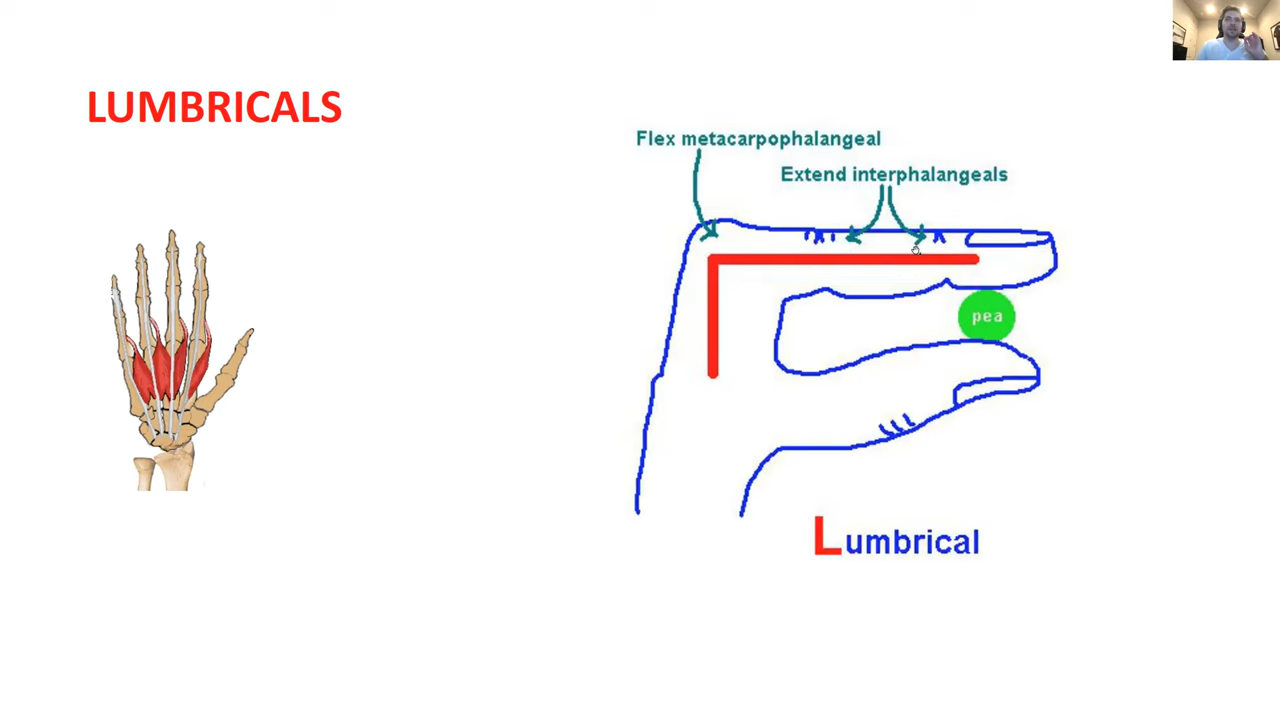 LUMBRICALS
Flex metacarpophalangeal
Extend interphalangeals
pea
Lumbrical